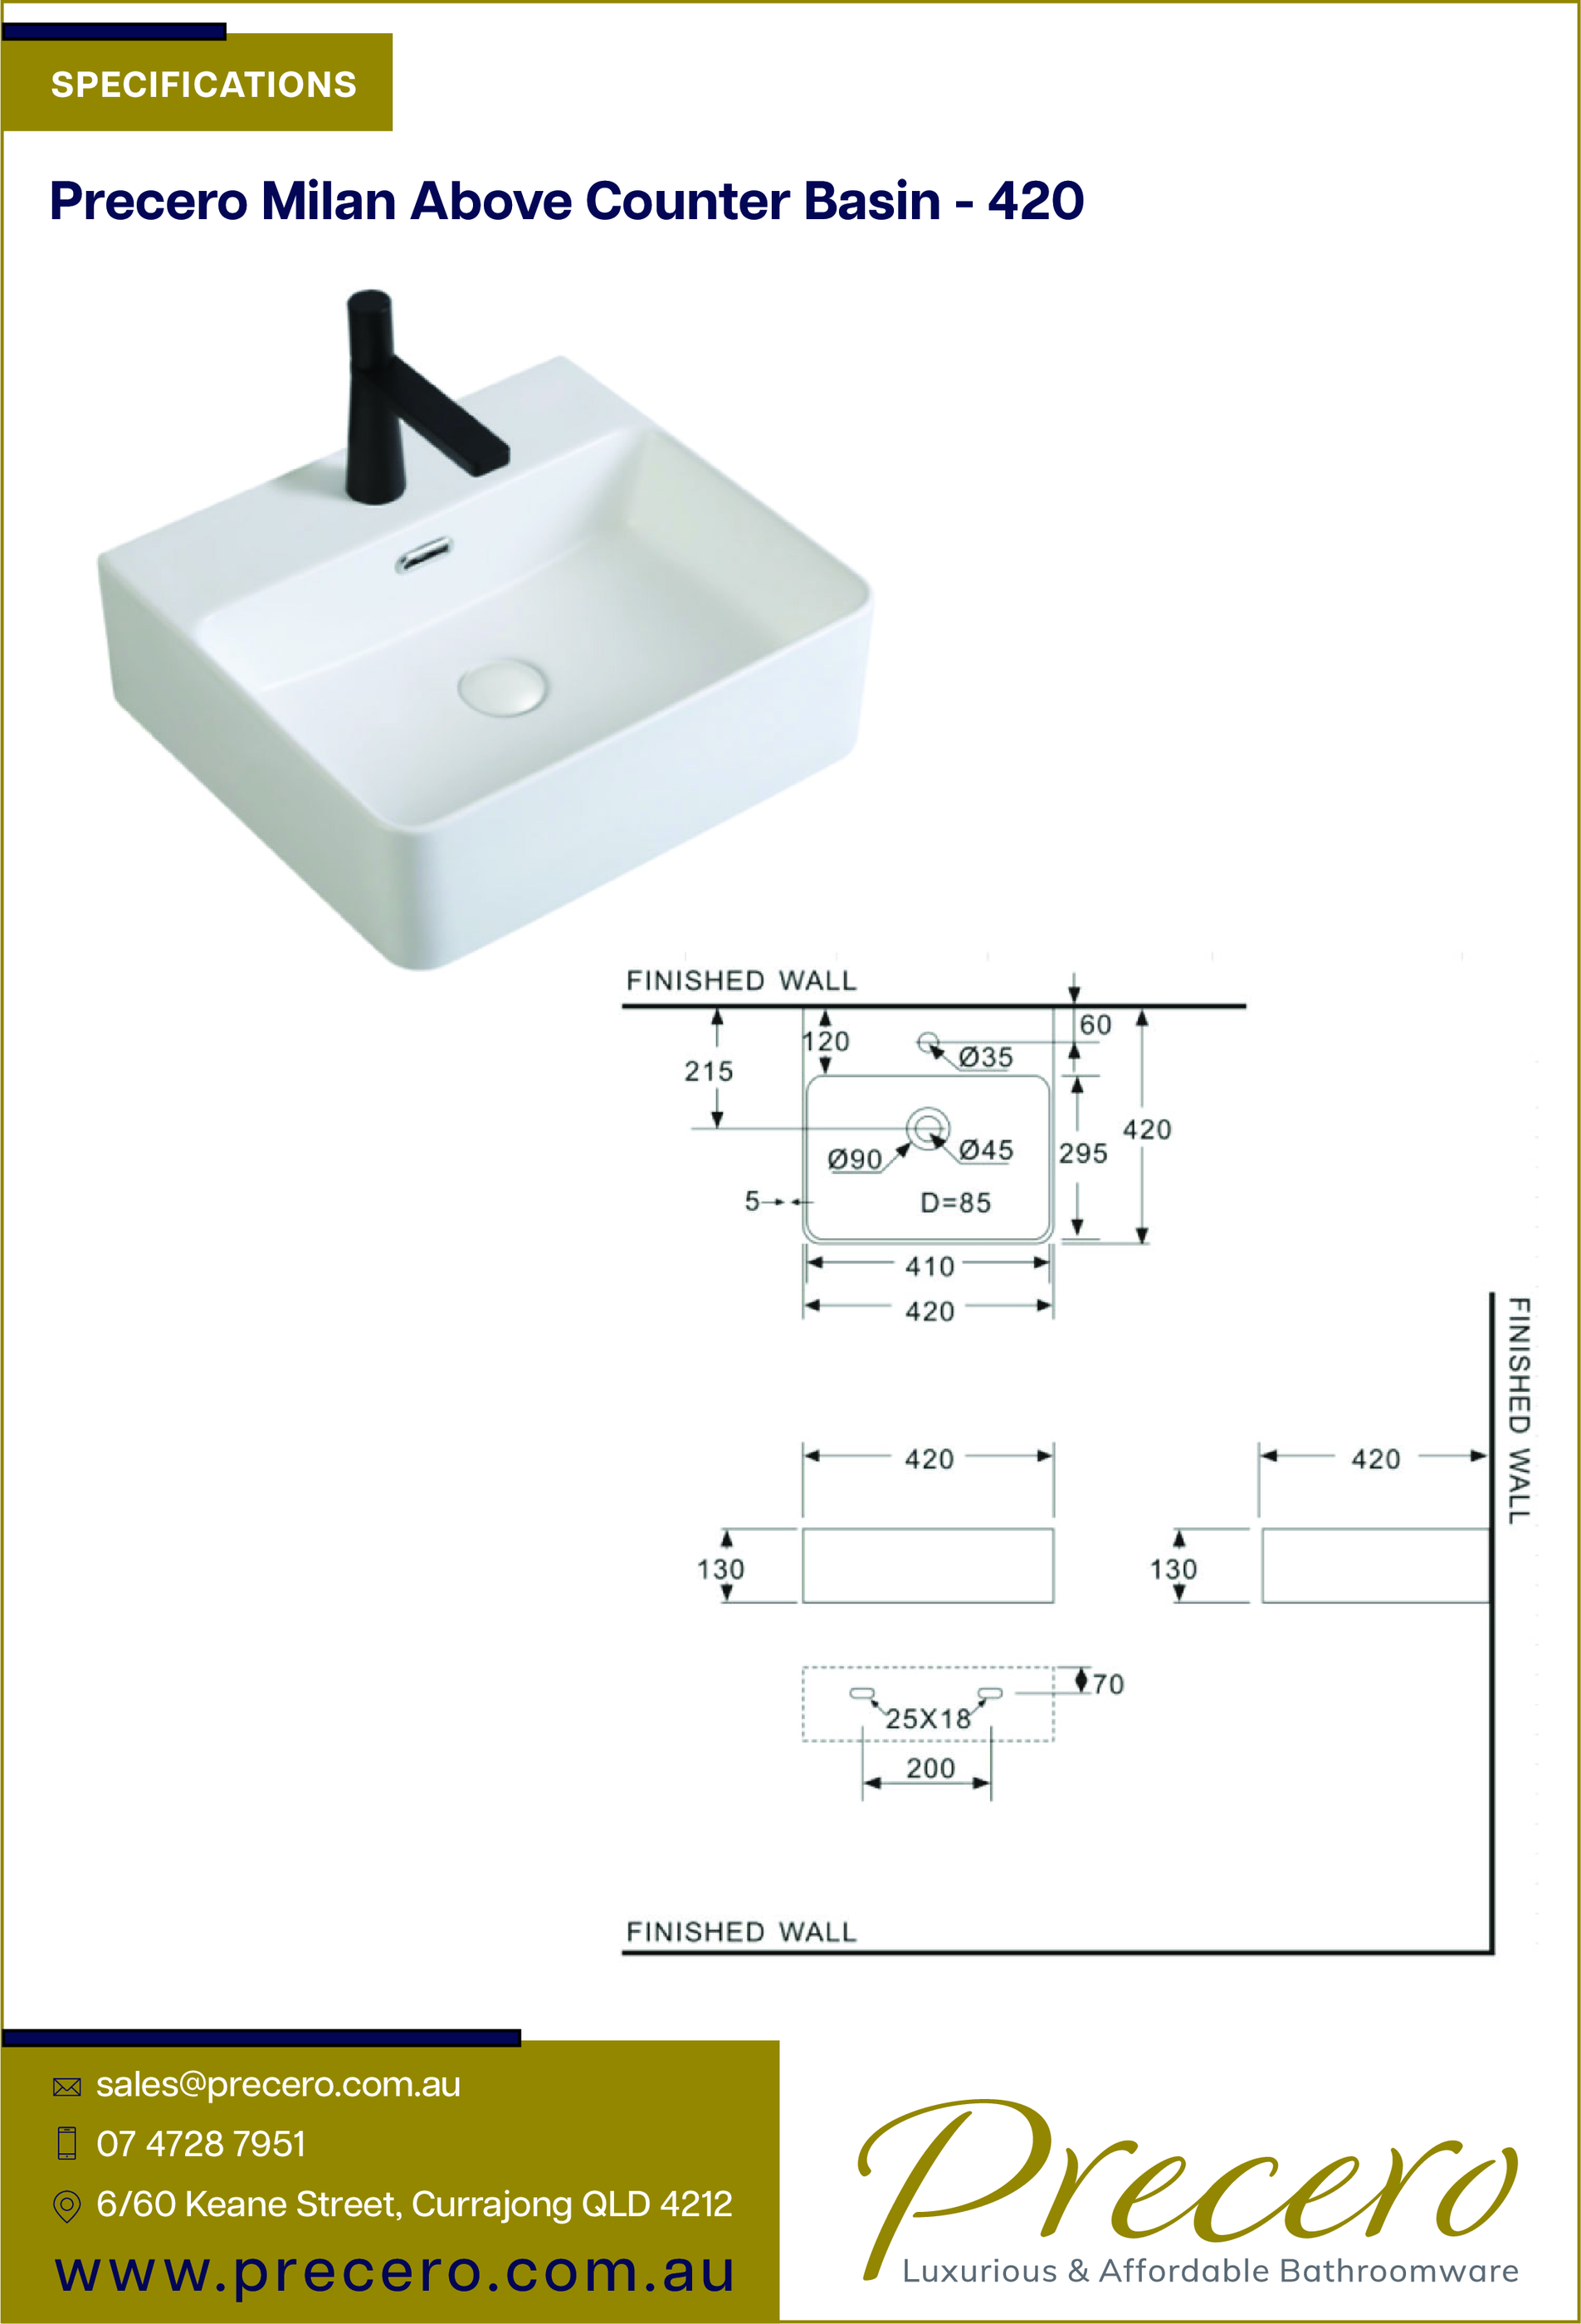 SPECIFICATIONS
Precero Milan Above Counter Basin - 420
FINISHED WALL
60
120
Ø35
215
420
295
Ø90
Ø45
5
D=85
410
420
FINISHED WALL
420
420
130
130
70
25X18
200
FINISHED WALL
sales@precero.com.au
07 4728 7951
6/60 Keane Street, Currajong QLD 4212
www.precero.com.au
Precero
Luxurious & Affordable Bathroomware